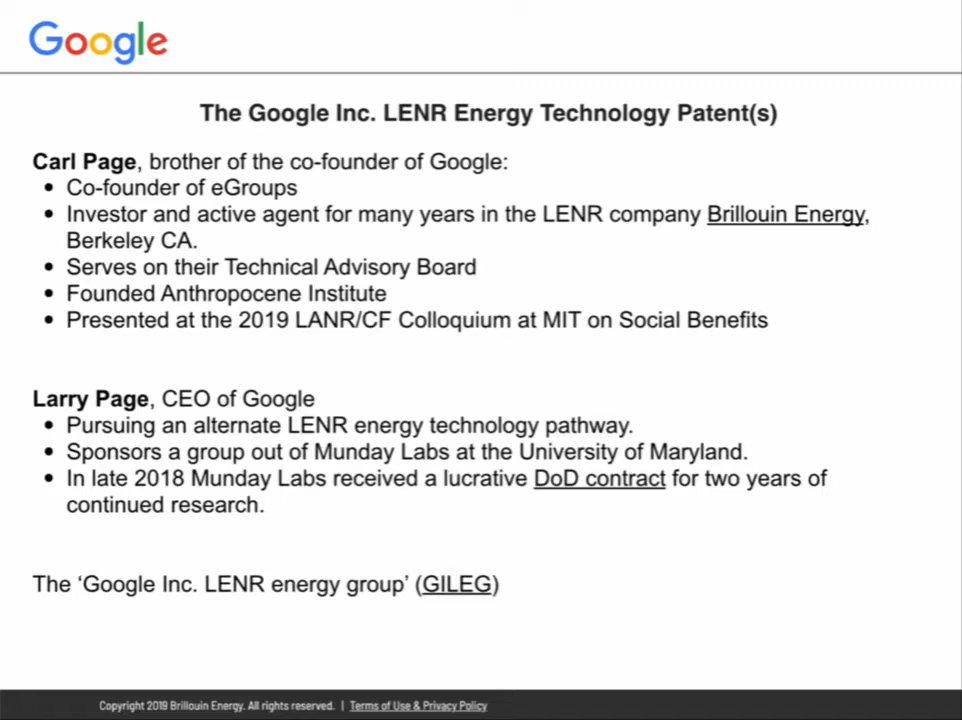 Google
The Google Inc. LENR Energy Technology Patent(s)
Carl Page, brother of the co-founder of Google:
• Co-founder of eGroups
• Investor and active agent for many years in the LENR company Brillouin Energy,
Berkeley CA.
• Serves on their Technical Advisory Board
• Founded Anthropocene Institute
• Presented at the 2019 LANR/CF Colloquium at MIT on Social Benefits
Larry Page, CEO of Google
• Pursuing an alternate LENR energy technology pathway.
• Sponsors a group out of Munday Labs at the University of Maryland.
• In late 2018 Munday Labs received a lucrative DoD contract for two years of
continued research.
The ‘Google Inc. LENR energy group’ (GILEG)
Copyright 2019 Brillouin Energy. All rights reserved. | Terms of Use & Privacy Policy